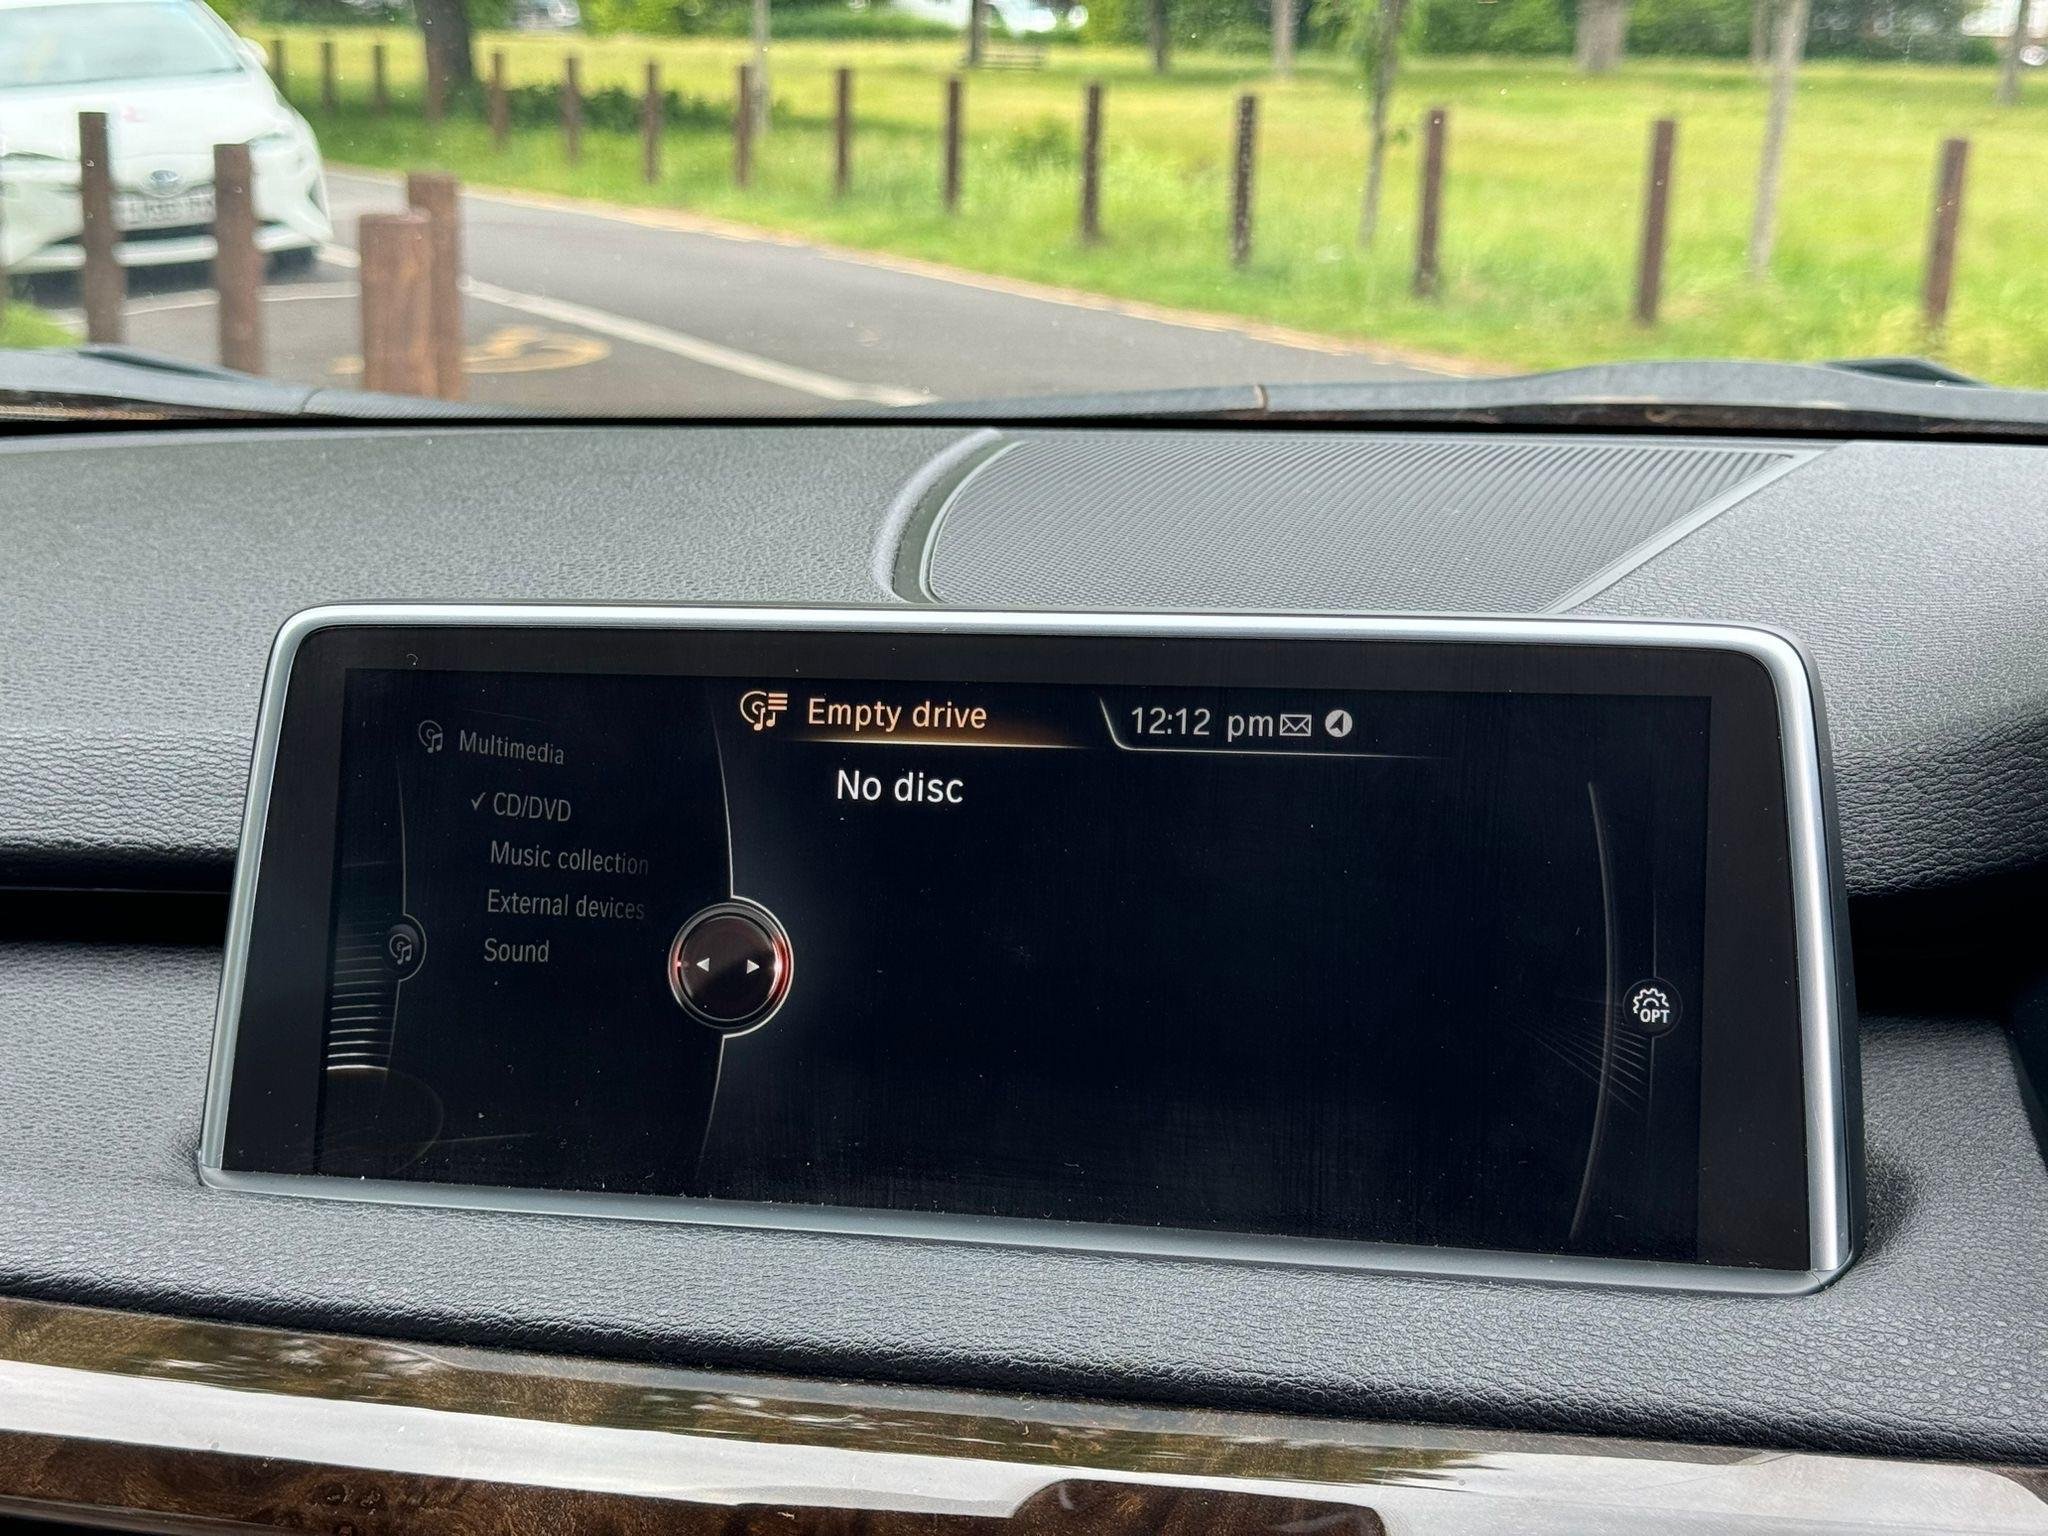 Empty drive
12:12 pm
No disc
Multimedia
✓ CD/DVD
Music collection
External devices
Sound
OPT